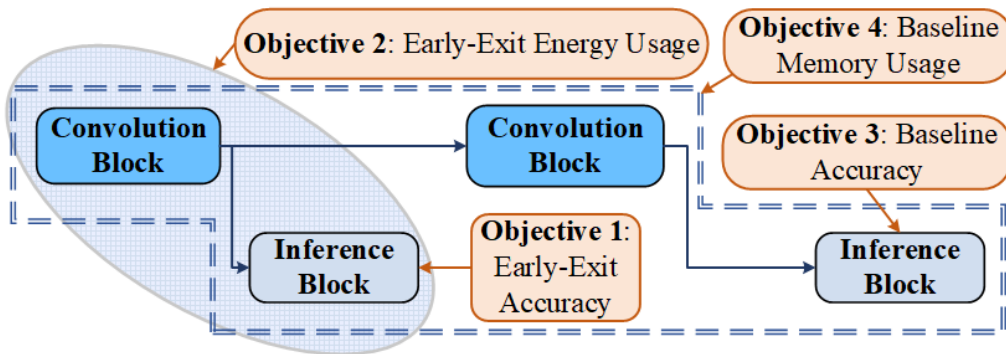 Objective 2: Early-Exit Energy Usage
Objective 4: Baseline
Memory Usage
Convolution
Block
Convolution
Block
Objective 3: Baseline
Accuracy
Inference
Block
Objective 1:
Early-Exit
Accuracy
Inference
Block